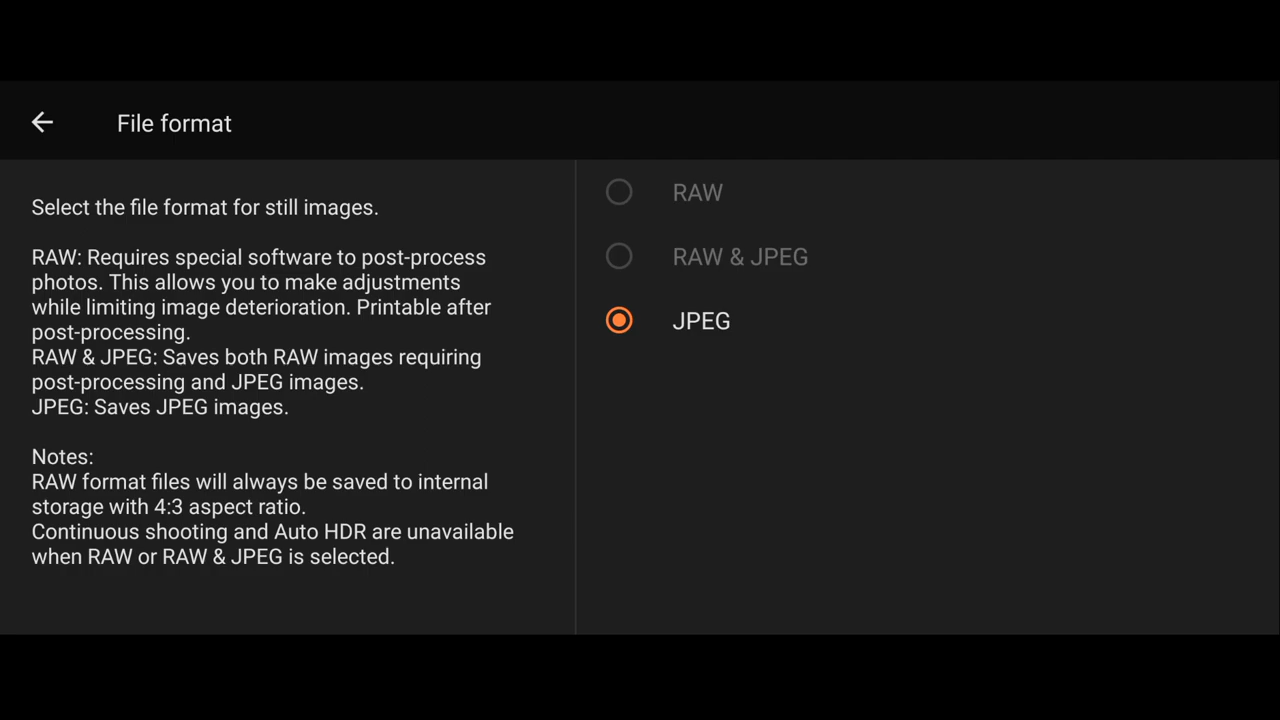 File format
Select the file format for still images.
RAW: Requires special software to post-process
photos. This allows you to make adjustments
while limiting image deterioration. Printable after
post-processing.
RAW & JPEG: Saves both RAW images requiring
post-processing and JPEG images.
JPEG: Saves JPEG images.
Notes:
RAW format files will always be saved to internal
storage with 4:3 aspect ratio.
Continuous shooting and Auto HDR are unavailable
when RAW or RAW & JPEG is selected.
RAW
RAW & JPEG
JPEG